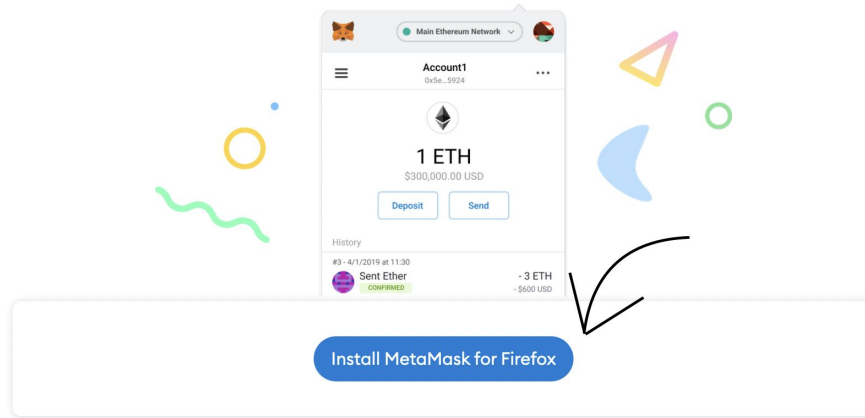 Main Ethereum Network
Account1
0x5e...5924
1 ETH
$300,000.00 USD
Deposit Send
History
#3 - 4/1/2019 at 11:30
Sent Ether - 3 ETH
CONFIRMED - $600 USD
Install MetaMask for Firefox